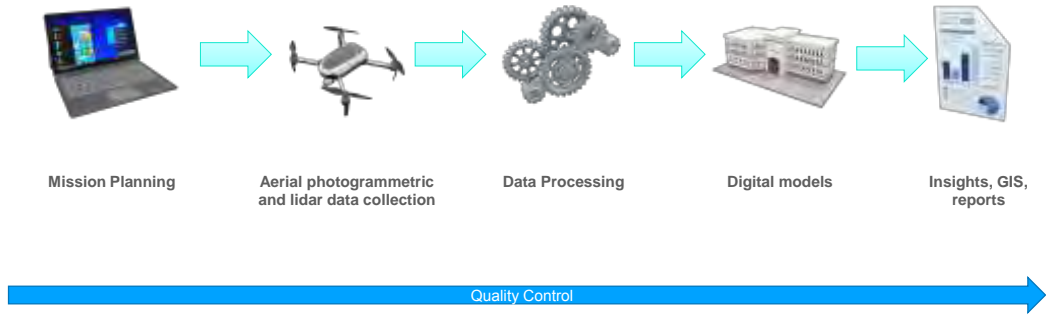 Mission Planning
Aerial photogrammetric
and lidar data collection
Data Processing
Digital models
Insights, GIS,
reports
Quality Control